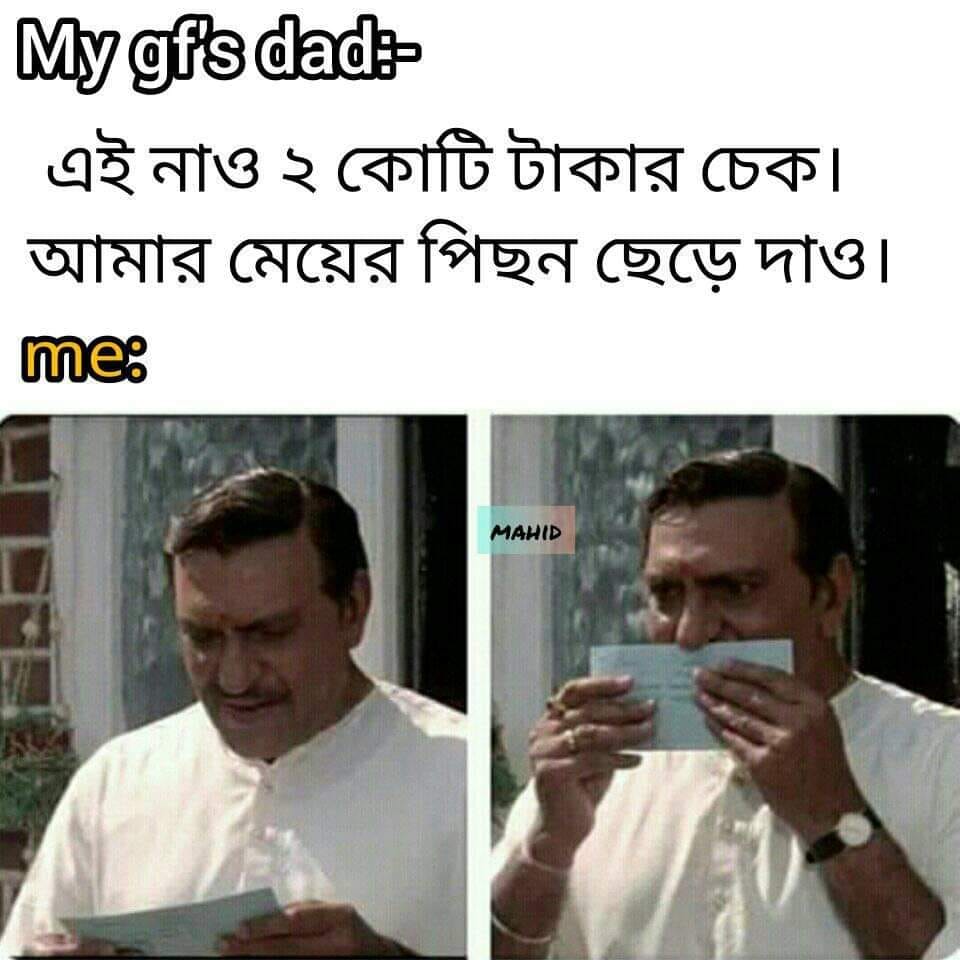 My gf's dad:-
এই নাও ২ কোটি টাকার চেক।
আমার মেয়ের পিছন ছেড়ে দাও।
me:
MAHID